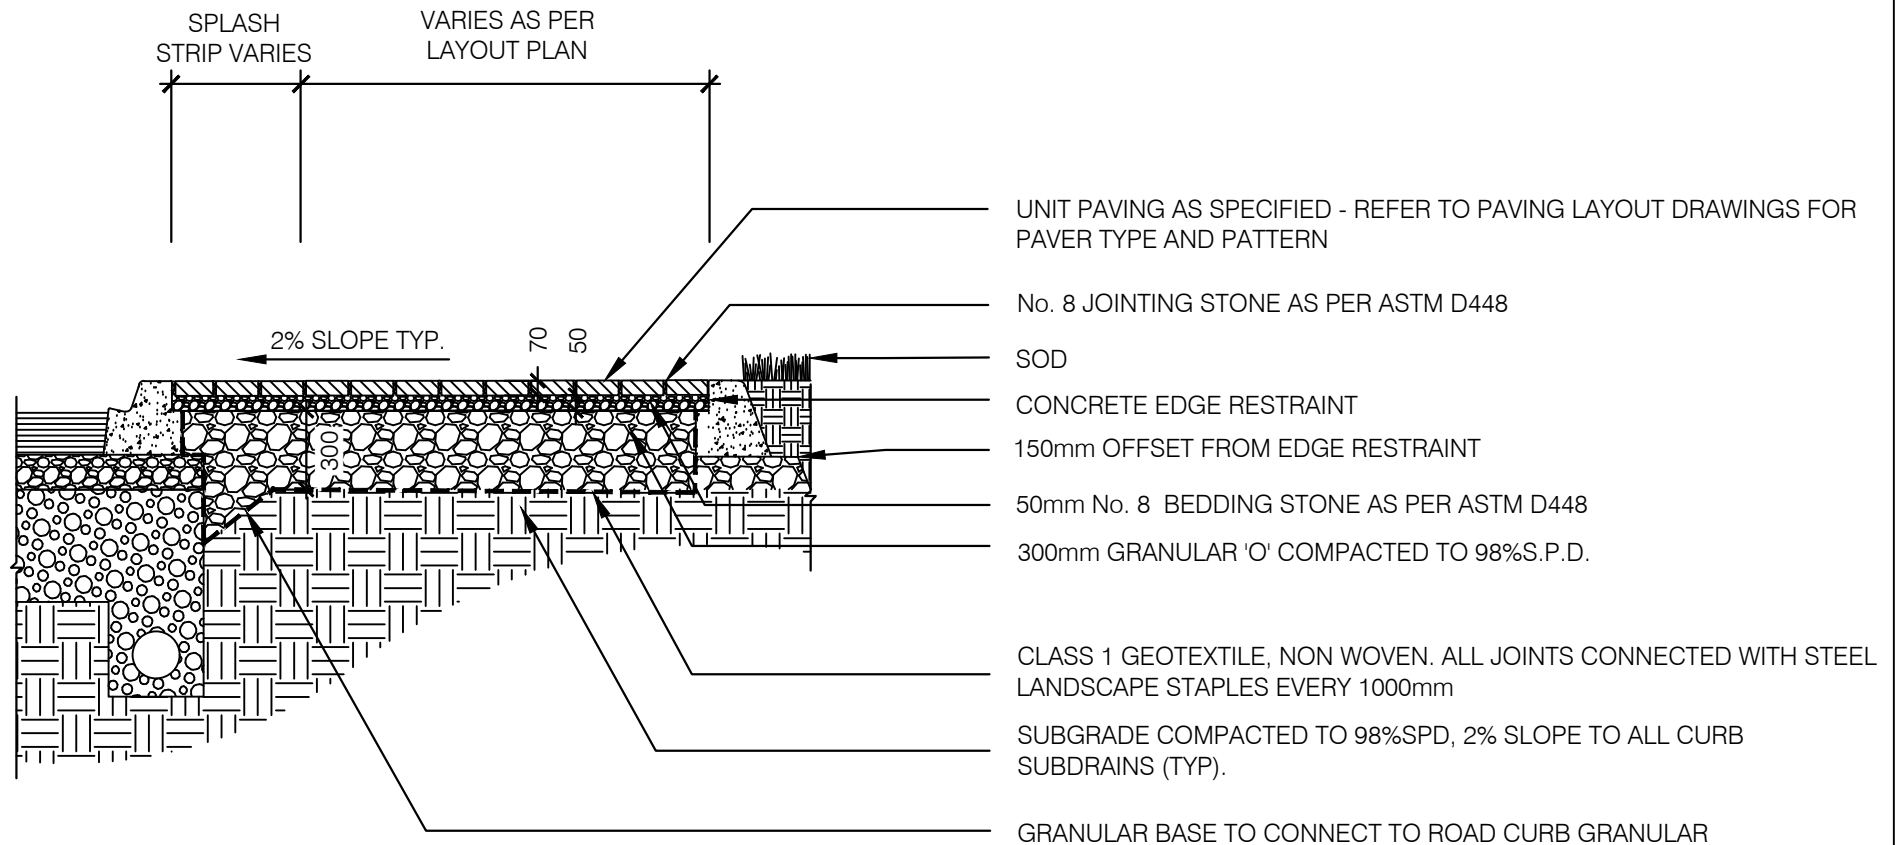 SPLASH
STRIP VARIES
VARIES AS PER
LAYOUT PLAN
UNIT PAVING AS SPECIFIED - REFER TO PAVING LAYOUT DRAWINGS FOR
PAVER TYPE AND PATTERN
No. 8 JOINTING STONE AS PER ASTM D448
2% SLOPE TYP.
70
50
SOD
CONCRETE EDGE RESTRAINT
150mm OFFSET FROM EDGE RESTRAINT
300
50mm No. 8 BEDDING STONE AS PER ASTM D448
300mm GRANULAR 'O' COMPACTED TO 98%S.P.D.
CLASS 1 GEOTEXTILE, NON WOVEN. ALL JOINTS CONNECTED WITH STEEL
LANDSCAPE STAPLES EVERY 1000mm
SUBGRADE COMPACTED TO 98%SPD, 2% SLOPE TO ALL CURB
SUBDRAINS (TYP).
GRANULAR BASE TO CONNECT TO ROAD CURB GRANULAR